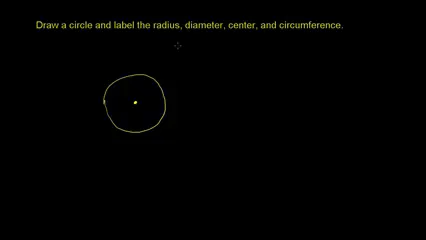 Draw a circle and label the radius, diameter, center, and circumference.